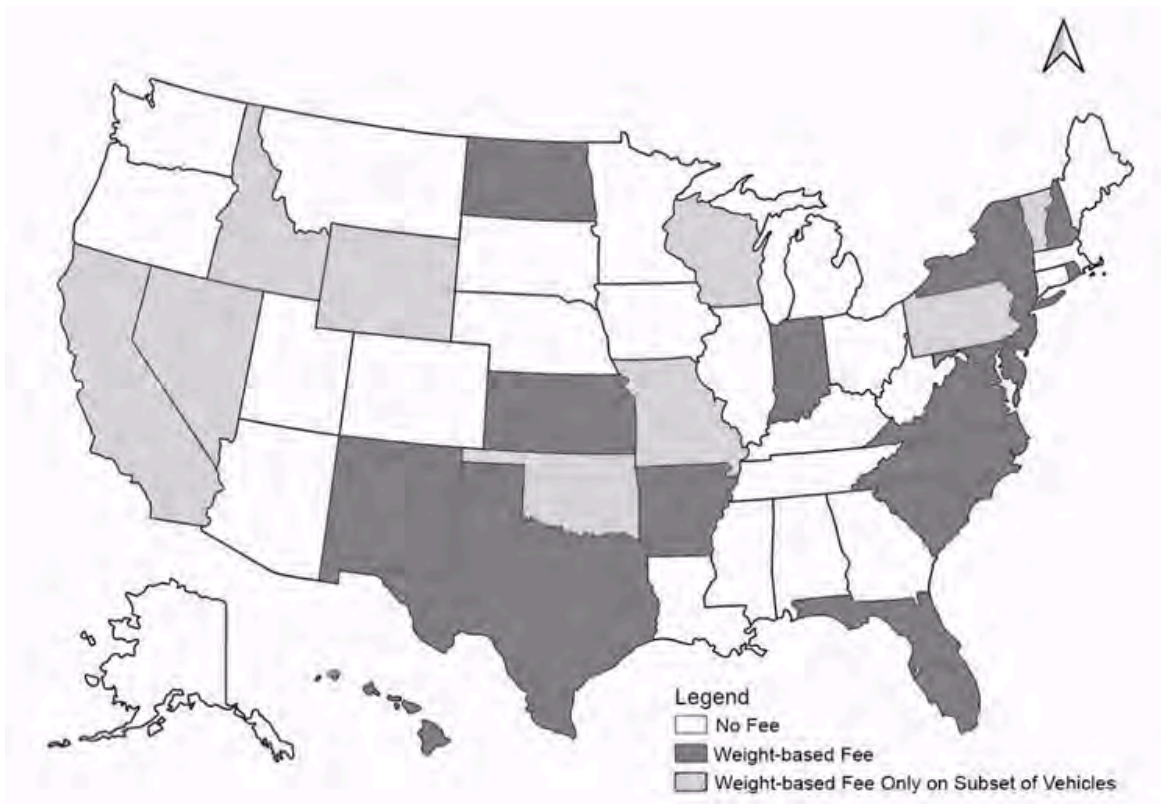 Legend
No Fee
Weight-based Fee
Weight-based Fee Only on Subset of Vehicles